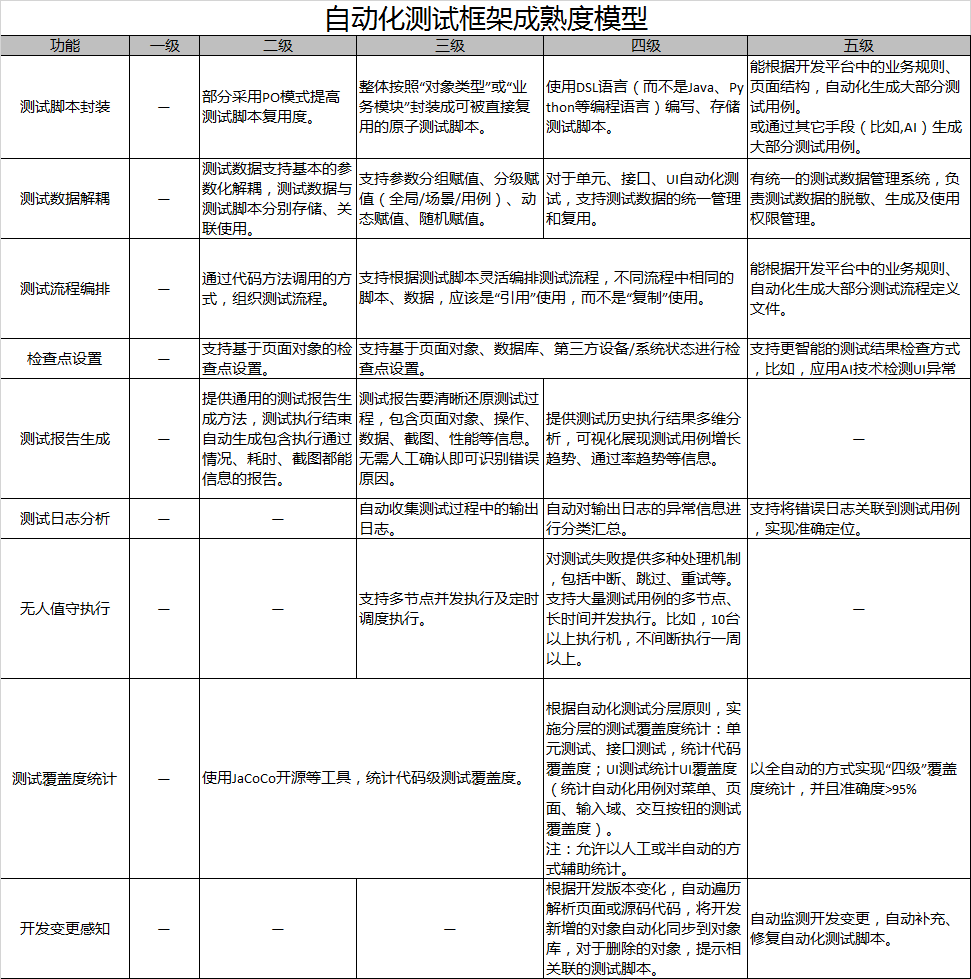 自动化测试框架成熟度模型
功能 一级 二级 三级 四级 五级
测试脚本封装
—
部分采用PO模式提高
测试脚本复用度。
整体按照“对象类型”或“业
务模块”封装成可被直接复
用的原子测试脚本。
使用DSL语言（而不是Java、Py
thon等编程语言）编写、存储
测试脚本。
能根据开发平台中的业务规则、
页面结构，自动化生成大部分测
试用例。
或通过其它手段（比如,AI）生成
大部分测试用例。
测试数据解耦
—
测试数据支持基本的参
数化解耦，测试数据与
测试脚本分别存储、关
联使用。
支持参数分组赋值、分级赋
值（全局/场景/用例）、动
态赋值、随机赋值。
对于单元、接口、UI自动化测
试，支持测试数据的统一管理
和复用。
有统一的测试数据管理系统，负
责测试数据的脱敏、生成及使用
权限管理。
测试流程编排
—
通过代码方法调用的方
式，组织测试流程。
支持根据测试脚本灵活编排测试流程，不同流程中相同的
脚本、数据，应该是“引用”使用，而不是“复制”使用。
能根据开发平台中的业务规则、
自动化生成大部分测试流程定义
文件。
检查点设置
—
支持基于页面对象的检
查点设置。
支持基于页面对象、数据库、第三方设备/系统状态进行检
查点设置。
支持更智能的测试结果检查方式
，比如，应用AI技术检测UI异常
测试报告生成
—
提供通用的测试报告生
成方法，测试执行结束
自动生成包含执行通过
情况、耗时、截图都能
信息的报告。
测试报告要清晰还原测试过
程，包含页面对象、操作、
数据、截图、性能等信息。
无需人工确认即可识别错误
原因。
提供测试历史执行结果多维分
析，可视化展现测试用例增长
趋势、通过率趋势等信息。
—
测试日志分析
—
—
自动收集测试过程中的输出
日志。
自动对输出日志的异常信息进
行分类汇总。
支持将错误日志关联到测试用例
，实现准确定位。
无人值守执行
—
—
支持多节点并发执行及定时
调度执行。
对测试失败提供多种处理机制
，包括中断、跳过、重试等。
支持大量测试用例的多节点、
长时间并发执行。比如，10台
以上执行机，不间断执行一周
以上。
—
测试覆盖度统计
—
使用JaCoCo开源等工具，统计代码级测试覆盖度。
根据自动化测试分层原则，实
施分层的测试覆盖度统计：单
元测试、接口测试，统计代码
覆盖度；UI测试统计UI覆盖度
（统计自动化用例对菜单、页
面、输入域、交互按钮的测试
覆盖度）。
注：允许以人工或半自动的方
式辅助统计。
以全自动的方式实现“四级”覆盖
度统计，并且准确度>95%
开发变更感知
—
—
—
根据开发版本变化，自动遍历
解析页面或源码代码，将开发
新增的对象自动化同步到对象
库，对于删除的对象，提示相
关联的测试脚本。
自动监测开发变更，自动补充、
修复自动化测试脚本。